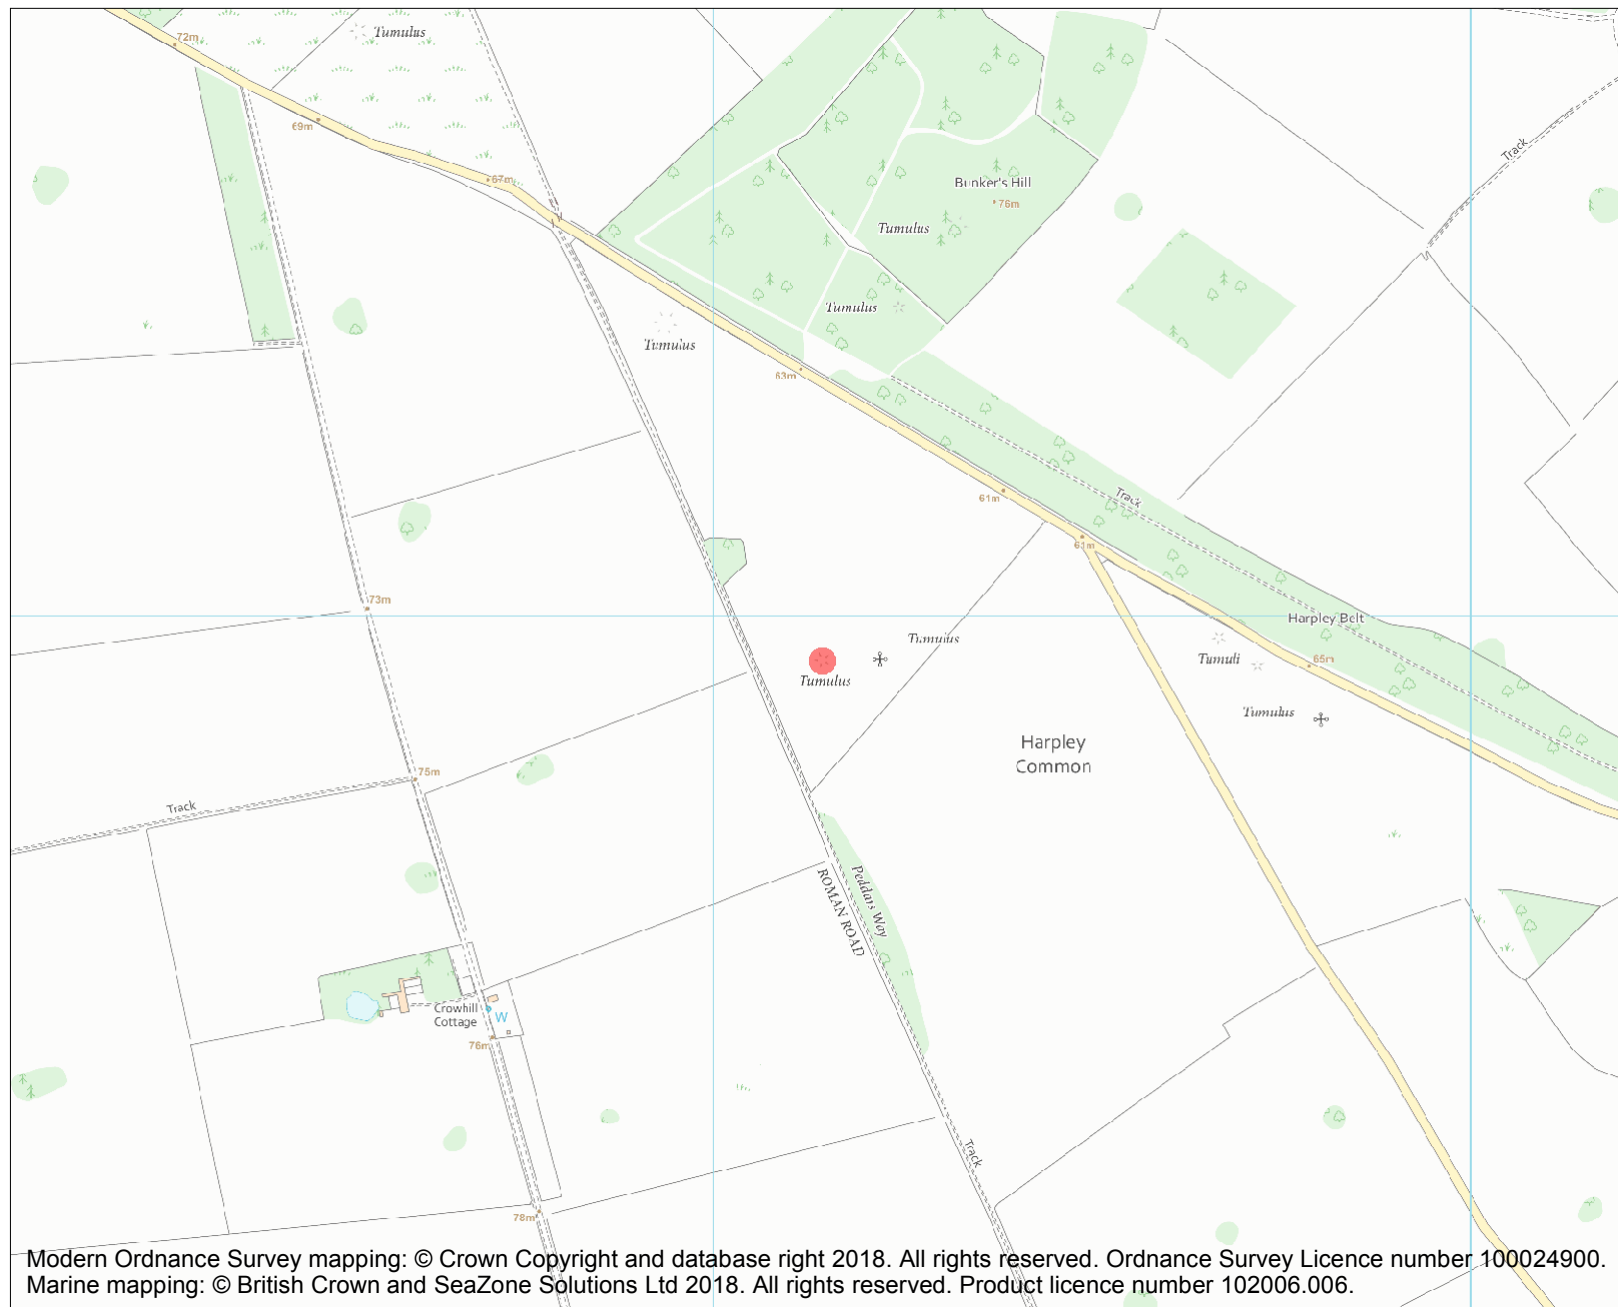 72m
Tumulus
69m
67m
Track
Bunker's Hill
76m
Tumulus
Tumulus
Tumulus
63m
61m
Track
61m
73m
Harpley Belt
Tumulus
Tumuli
65m
Tumulus
Tumulus
Harpley
Common
75m
Track
Peddars Way
ROMAN ROAD
Crowhill
Cottage
W
76m
Track
78m
Modern Ordnance Survey mapping: © Crown Copyright and database right 2018. All rights reserved. Ordnance Survey Licence number 100024900.
Marine mapping: © British Crown and SeaZone Solutions Ltd 2018. All rights reserved. Product licence number 102006.006.